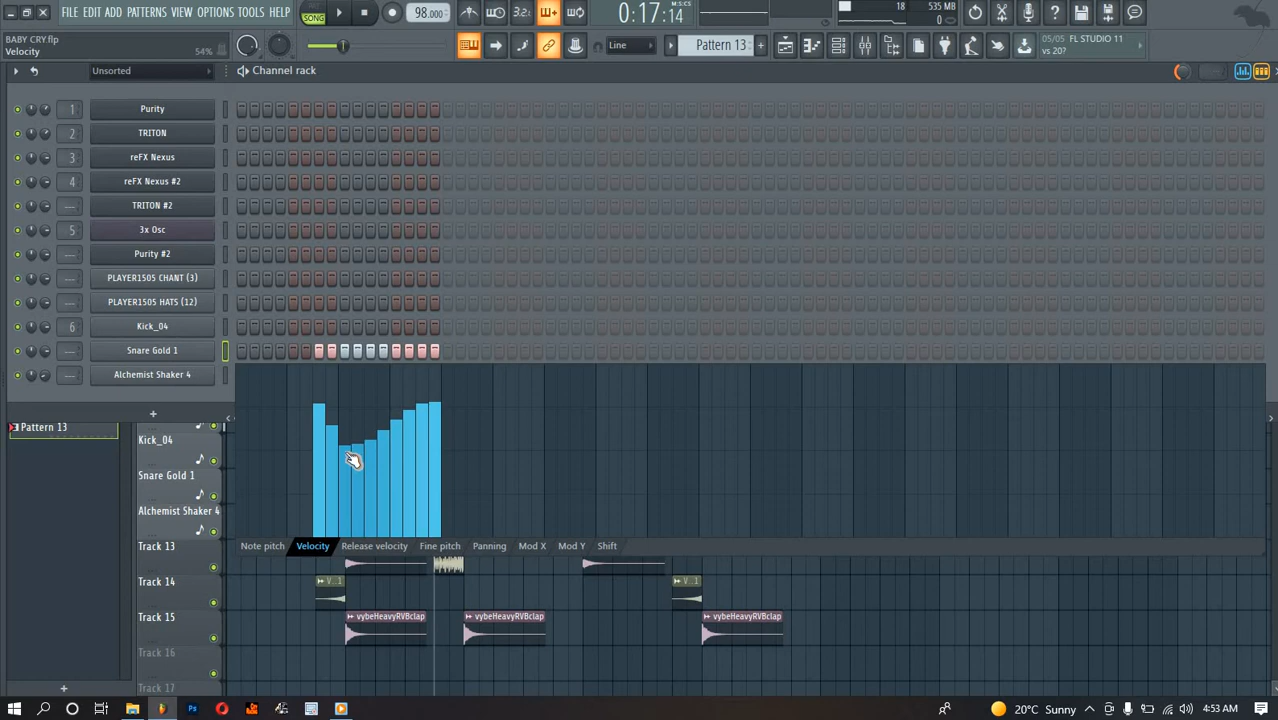 FILE EDIT ADD PATTERNS VIEW OPTIONS TOOLS
PAT
SONG
98.000
3.2:
0:17:14
M:S:CS
18
535 MB
0
BABY CRY.flp
Velocity
54%
Line
Pattern 13
05/05 FL STUDIO 11
vs 20?
Unsorted
Channel rack
1 Purity
2 TRITON
3 reFX Nexus
4 reFX Nexus #2
--- TRITON #2
5 3x Osc
--- Purity #2
--- PLAYER1505 CHANT (3)
--- PLAYER1505 HATS (12)
6 Kick_04
--- Snare Gold 1
--- Alchemist Shaker 4
Pattern 13
Kick_04
Snare Gold 1
Alchemist Shaker 4
Note pitch Velocity Release velocity Fine pitch Panning Mod X Mod Y Shift
Track 13
Track 14
V..1
V..1
Track 15
vybeHeavyRVBclap
vybeHeavyRVBclap
vybeHeavyRVBclap
Track 16
Track 17
20°C Sunny
4:53 AM